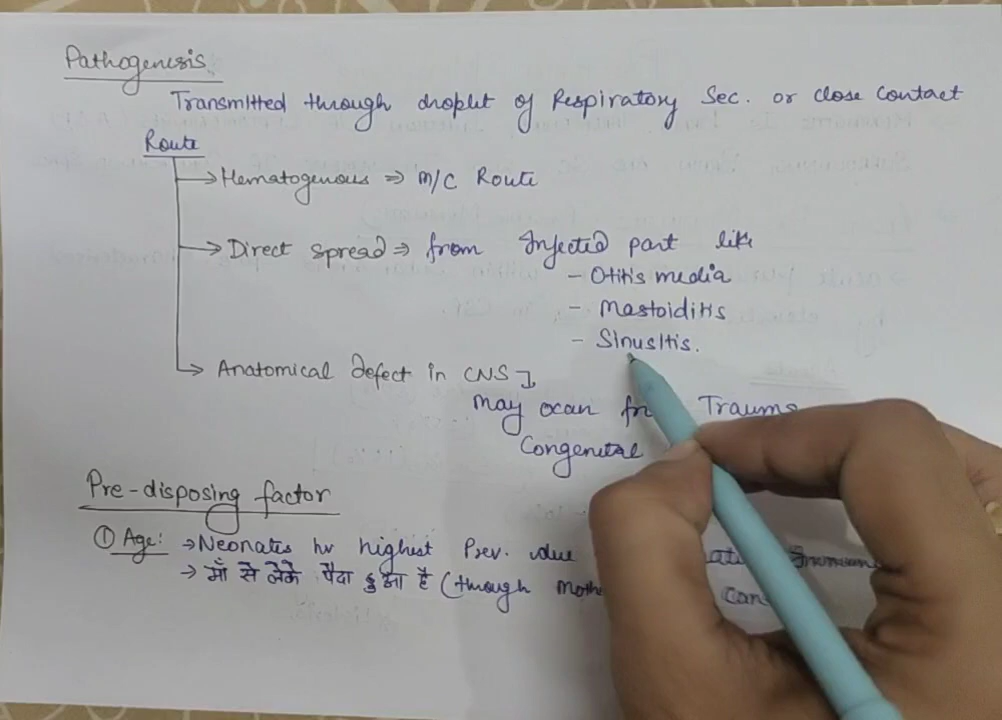 Pathogenesis
Transmitted through droplet of Respiratory Sec. or close Contact
Route
→ Hematogenous ⇒ M/C Route
→ Direct spread ⇒ from Infected part like
- Otitis media
- Mastoiditis
- Sinusitis.
→ Anatomical defect in CNS
may occur Trauma
Congenital
Pre-disposing factor
① Age: → Neonates hv highest Prev. due
→ माँ से लेके पैदा हुआ है (through